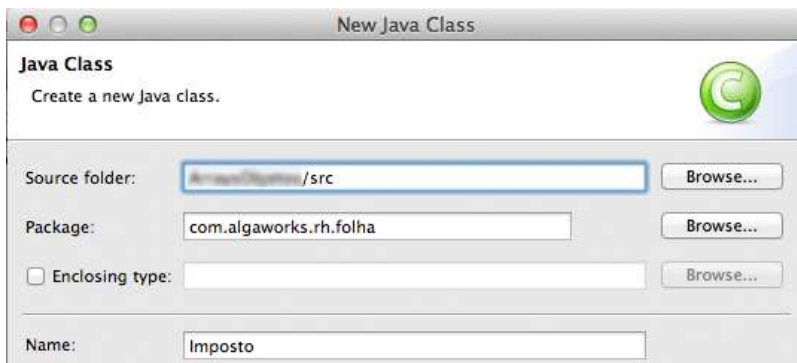 New Java Class
Java Class
Create a new Java class.
Source folder: /src Browse...
Package: com.algaworks.rh.folha Browse...
Enclosing type: Browse...
Name: Imposto